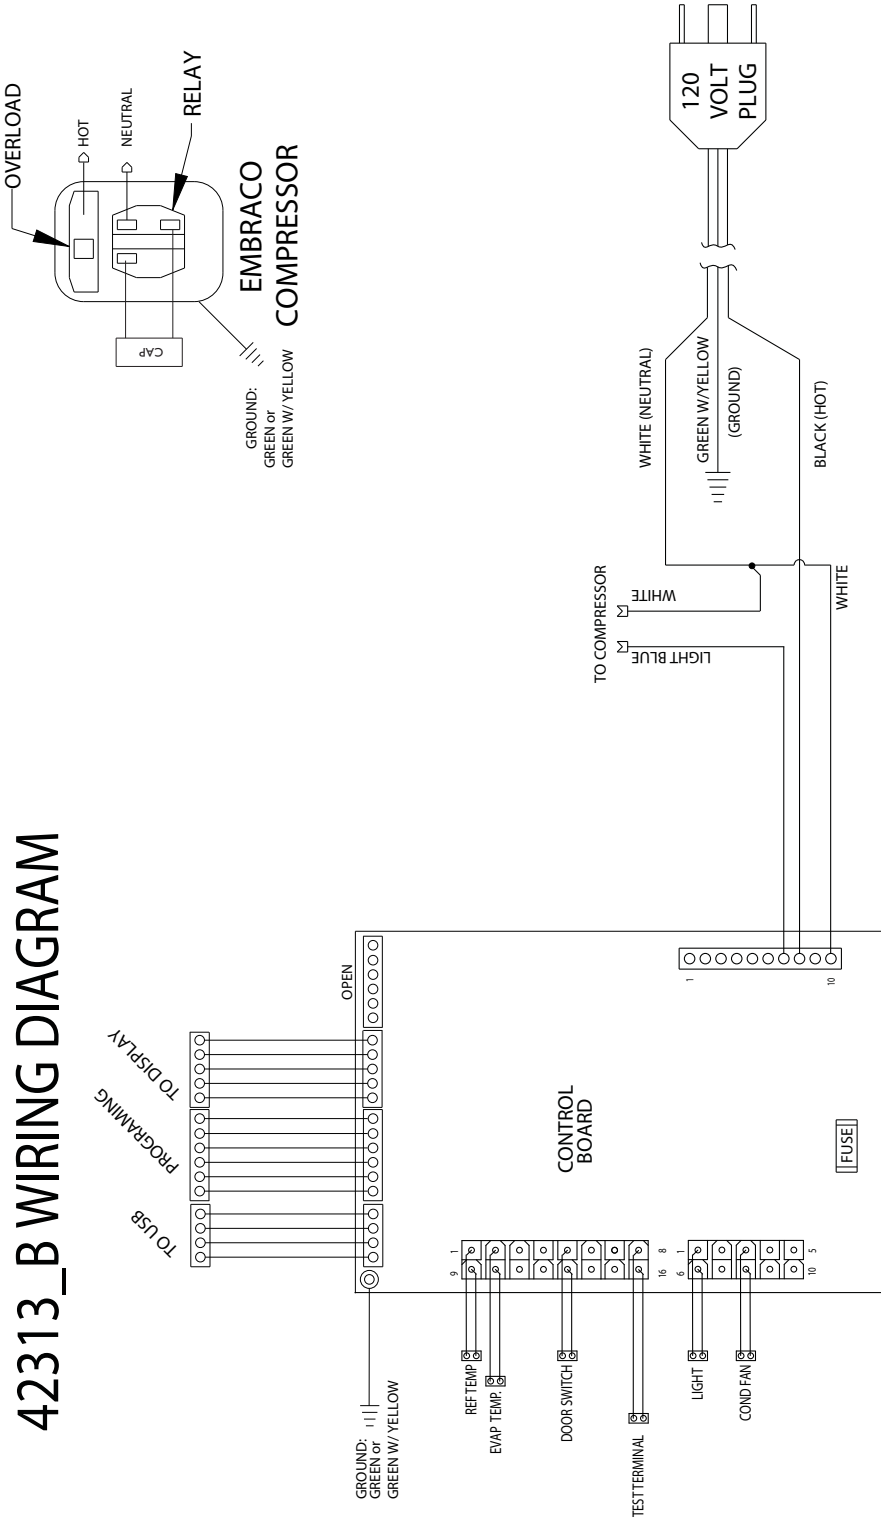 42313_B WIRING DIAGRAM
OVERLOAD
HOT
NEUTRAL
RELAY
EMBRACO
COMPRESSOR
CAP
GROUND:
GREEN or
GREEN W/ YELLOW
120
VOLT
PLUG
WHITE (NEUTRAL)
GREEN W/YELLOW
(GROUND)
BLACK (HOT)
TO COMPRESSOR
WHITE
LIGHT BLUE
WHITE
TO USB
PROGRAMING
TO DISPLAY
OPEN
CONTROL
BOARD
FUSE
1
10
1
8
9
16
1
5
6
10
GROUND:
GREEN or
GREEN W/ YELLOW
REF TEMP
EVAP TEMP.
DOOR SWITCH
TEST TERMINAL
LIGHT
COND FAN